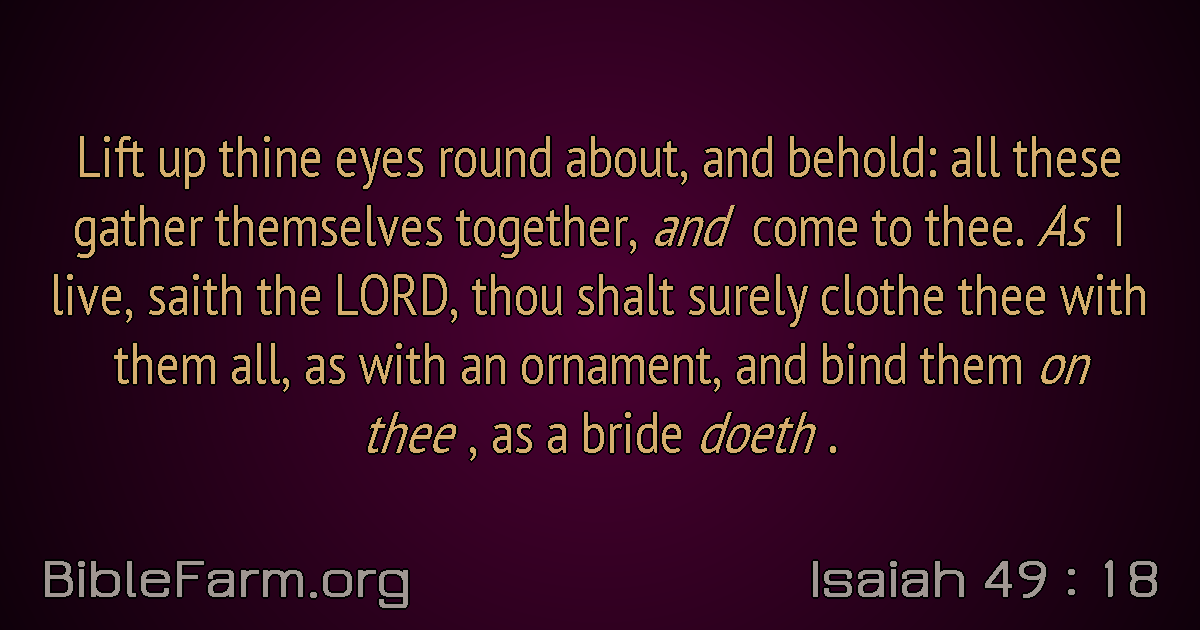 Lift up thine eyes round about, and behold: all these
gather themselves together, and come to thee. As I
live, saith the LORD, thou shalt surely clothe thee with
them all, as with an ornament, and bind them on
thee , as a bride doeth .
BibleFarm.org
Isaiah 49 : 18